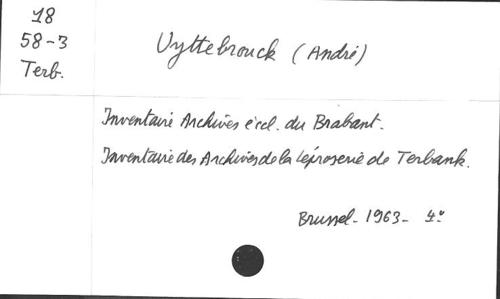 18
58-3
Terb.
Uyttebrouck (André)
Inventaire Archives écl. du Brabant.
Inventaire des Archives de la léproserie de Terbank.
Brussel - 1963 - 4°